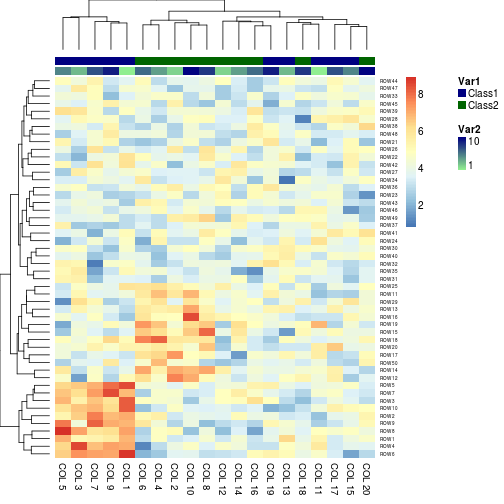 Var1
Class1
Class2
Var2
10
1
8
6
4
2
ROW44
ROW47
ROW33
ROW45
ROW39
ROW28
ROW38
ROW48
ROW21
ROW26
ROW22
ROW42
ROW27
ROW34
ROW36
ROW23
ROW43
ROW46
ROW49
ROW37
ROW41
ROW24
ROW30
ROW40
ROW32
ROW35
ROW31
ROW25
ROW11
ROW29
ROW13
ROW16
ROW19
ROW15
ROW18
ROW20
ROW17
ROW50
ROW14
ROW12
ROW5
ROW7
ROW3
ROW10
ROW2
ROW9
ROW8
ROW1
ROW4
ROW6
COL 5
COL 3
COL 7
COL 9
COL 1
COL 6
COL 4
COL 2
COL 10
COL 8
COL 12
COL 14
COL 16
COL 19
COL 13
COL 18
COL 11
COL 17
COL 15
COL 20